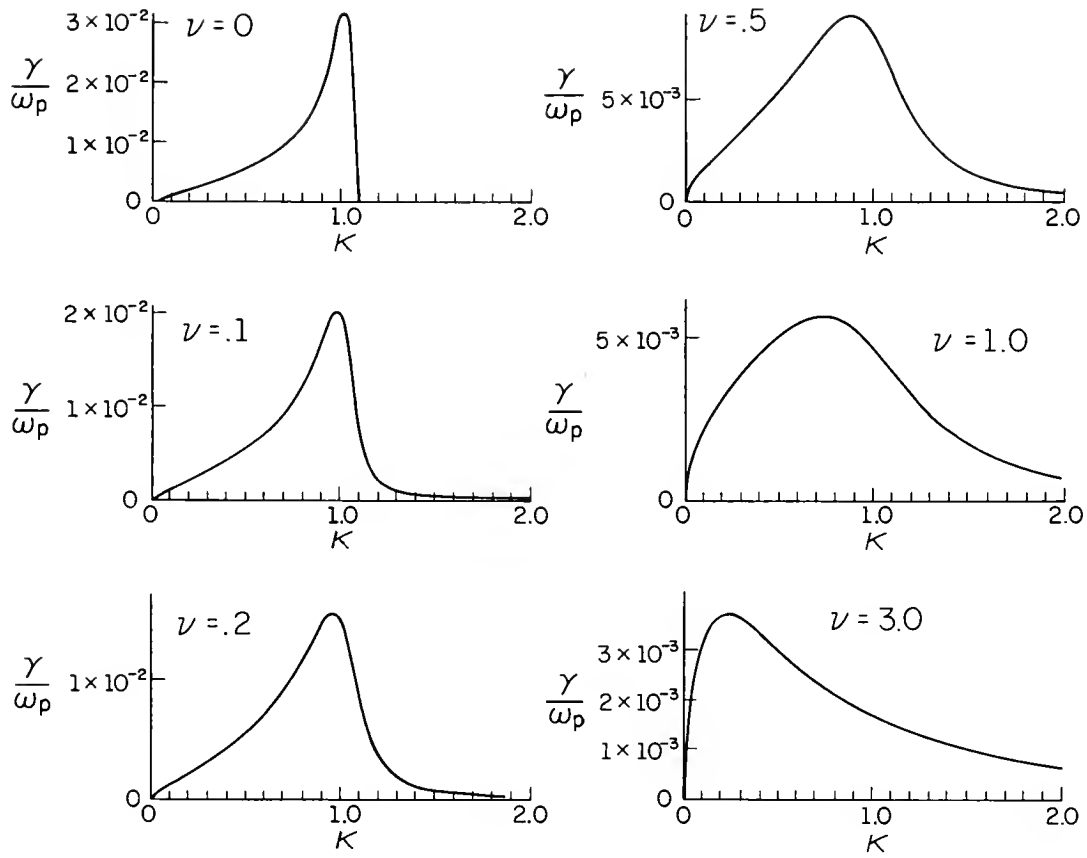 ν = 0
γ/ωp
3 × 10⁻²
2 × 10⁻²
1 × 10⁻²
0
0 1.0 2.0
κ
ν = .5
γ/ωp
5 × 10⁻³
0
0 1.0 2.0
κ
ν = .1
γ/ωp
2 × 10⁻²
1 × 10⁻²
0
0 1.0 2.0
κ
ν = 1.0
γ/ωp
5 × 10⁻³
0
0 1.0 2.0
κ
ν = .2
γ/ωp
1 × 10⁻²
0
0 1.0 2.0
κ
ν = 3.0
γ/ωp
3 × 10⁻³
2 × 10⁻³
1 × 10⁻³
0
0 1.0 2.0
κ